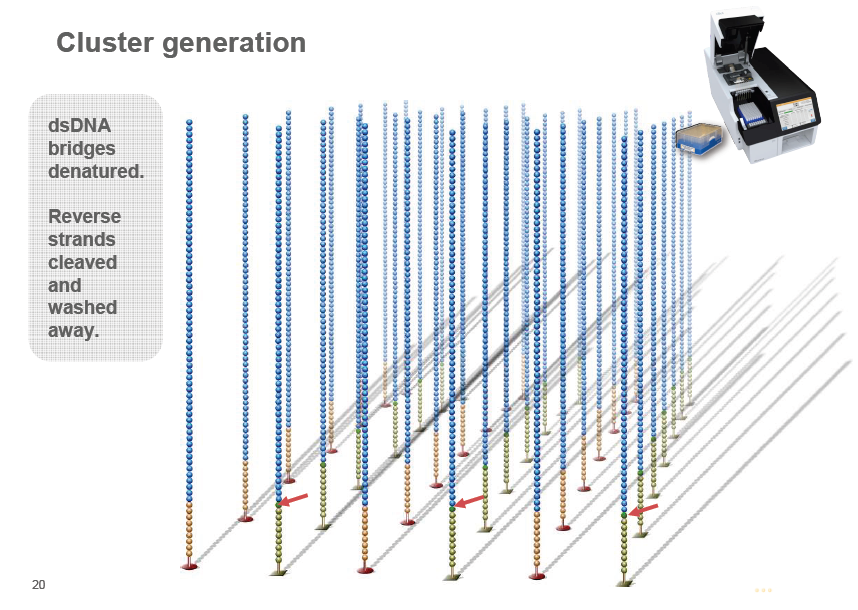 Cluster generation
dsDNA
bridges
denatured.
Reverse
strands
cleaved
and
washed
away.
20